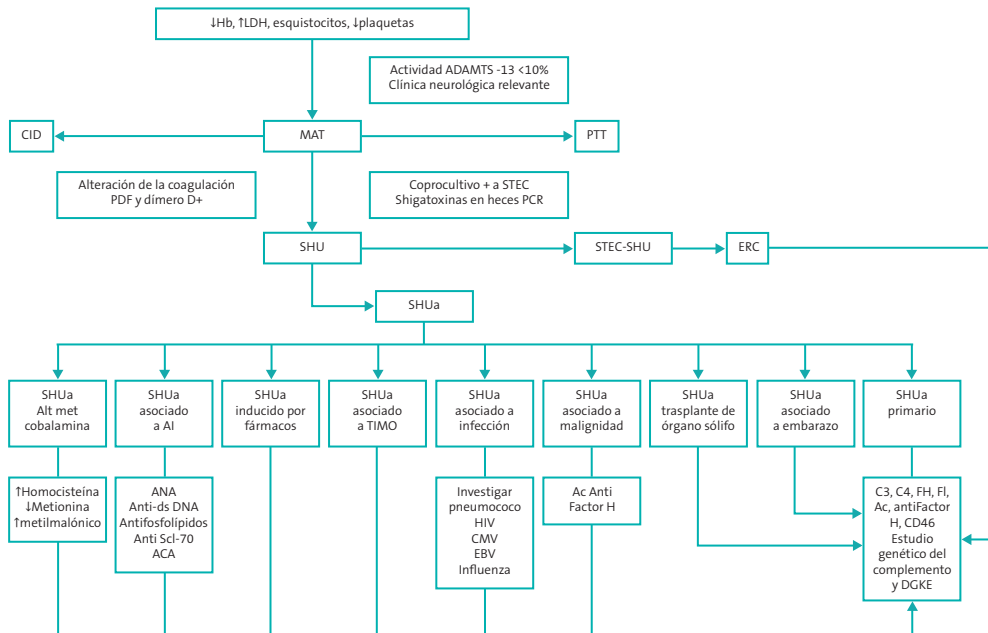 ↓Hb, ↑LDH, esquistocitos, ↓plaquetas
Actividad ADAMTS -13 <10%
Clínica neurológica relevante
CID
MAT
PTT
Alteración de la coagulación
PDF y dímero D+
Coprocultivo + a STEC
Shigatoxinas en heces PCR
SHU
STEC-SHU
ERC
SHUa
SHUa
Alt met
cobalamina
SHUa
asociado
a AI
SHUa
inducido por
fármacos
SHUa
asociado
a TIMO
SHUa
asociado a
infección
SHUa
asociado a
malignidad
SHUa
trasplante de
órgano sólifo
SHUa
asociado
a embarazo
SHUa
primario
↑Homocisteína
↓Metionina
↑metilmalónico
ANA
Anti-ds DNA
Antifosfolípidos
Anti Scl-70
ACA
Investigar
pneumococo
HIV
CMV
EBV
Influenza
Ac Anti
Factor H
C3, C4, FH, FI,
Ac, antiFactor
H, CD46
Estudio
genético del
complemento
y DGKE